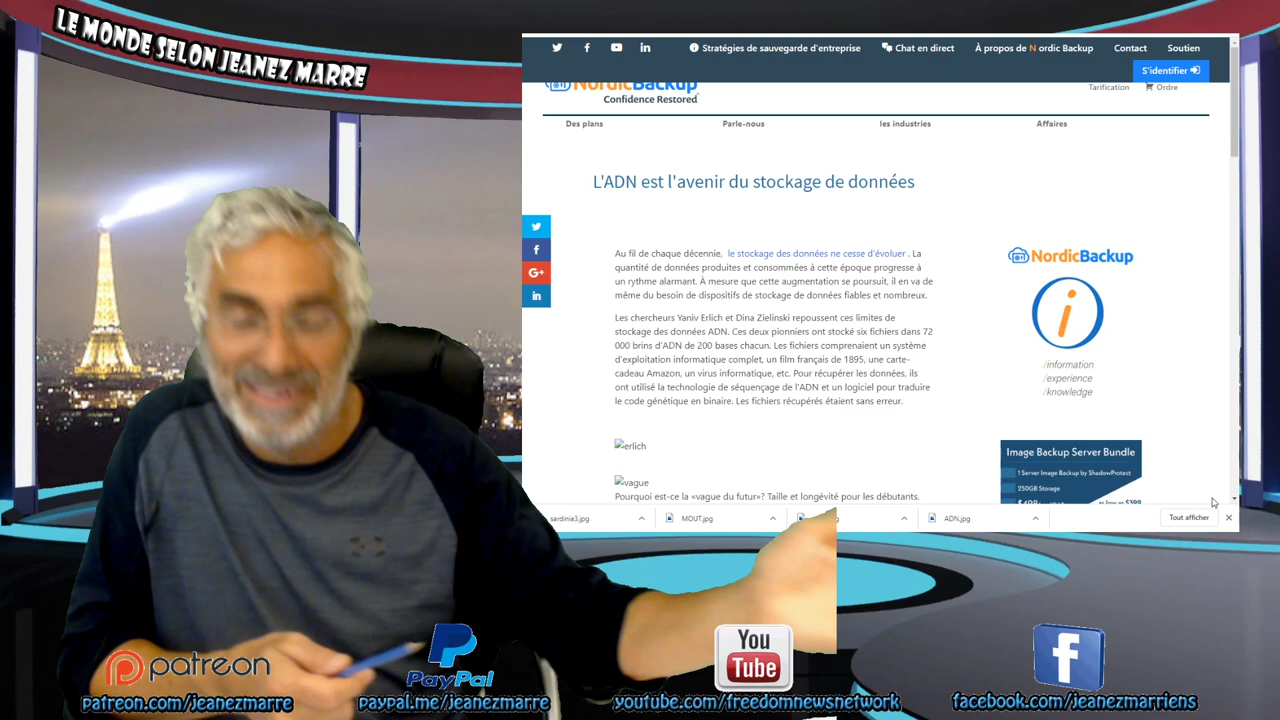 LE MONDE SELON JEANEZ MARRE
Stratégies de sauvegarde d'entreprise
Chat en direct
À propos de N ordic Backup
Contact
Soutien
S'identifier
NordicBackup
Confidence Restored
Tarification
Ordre
Des plans
Parle-nous
les industries
Affaires
L'ADN est l'avenir du stockage de données
Au fil de chaque décennie, le stockage des données ne cesse d'évoluer . La
quantité de données produites et consommées à cette époque progresse à
un rythme alarmant. À mesure que cette augmentation se poursuit, il en va de
même du besoin de dispositifs de stockage de données fiables et nombreux.
Les chercheurs Yaniv Erlich et Dina Zielinski repoussent ces limites de
stockage des données ADN. Ces deux pionniers ont stocké six fichiers dans 72
000 brins d'ADN de 200 bases chacun. Les fichiers comprenaient un système
d'exploitation informatique complet, un film français de 1895, une carte-
cadeau Amazon, un virus informatique, etc. Pour récupérer les données, ils
ont utilisé la technologie de séquençage de l'ADN et un logiciel pour traduire
le code génétique en binaire. Les fichiers récupérés étaient sans erreur.
erlich
vague
Pourquoi est-ce la «vague du futur»? Taille et longévité pour les débutants.
NordicBackup
i
/information
/experience
/knowledge
Image Backup Server Bundle
1 Server Image Backup by ShadowProtect
250GB Storage
sardinia3.jpg
MOUT.jpg
ADN.jpg
Tout afficher
patreon
patreon.com/jeanezmarre
PayPal
paypal.me/jeanezmarre
You
Tube
youtube.com/freedomnewsnetwork
facebook.com/jeanezmarriens